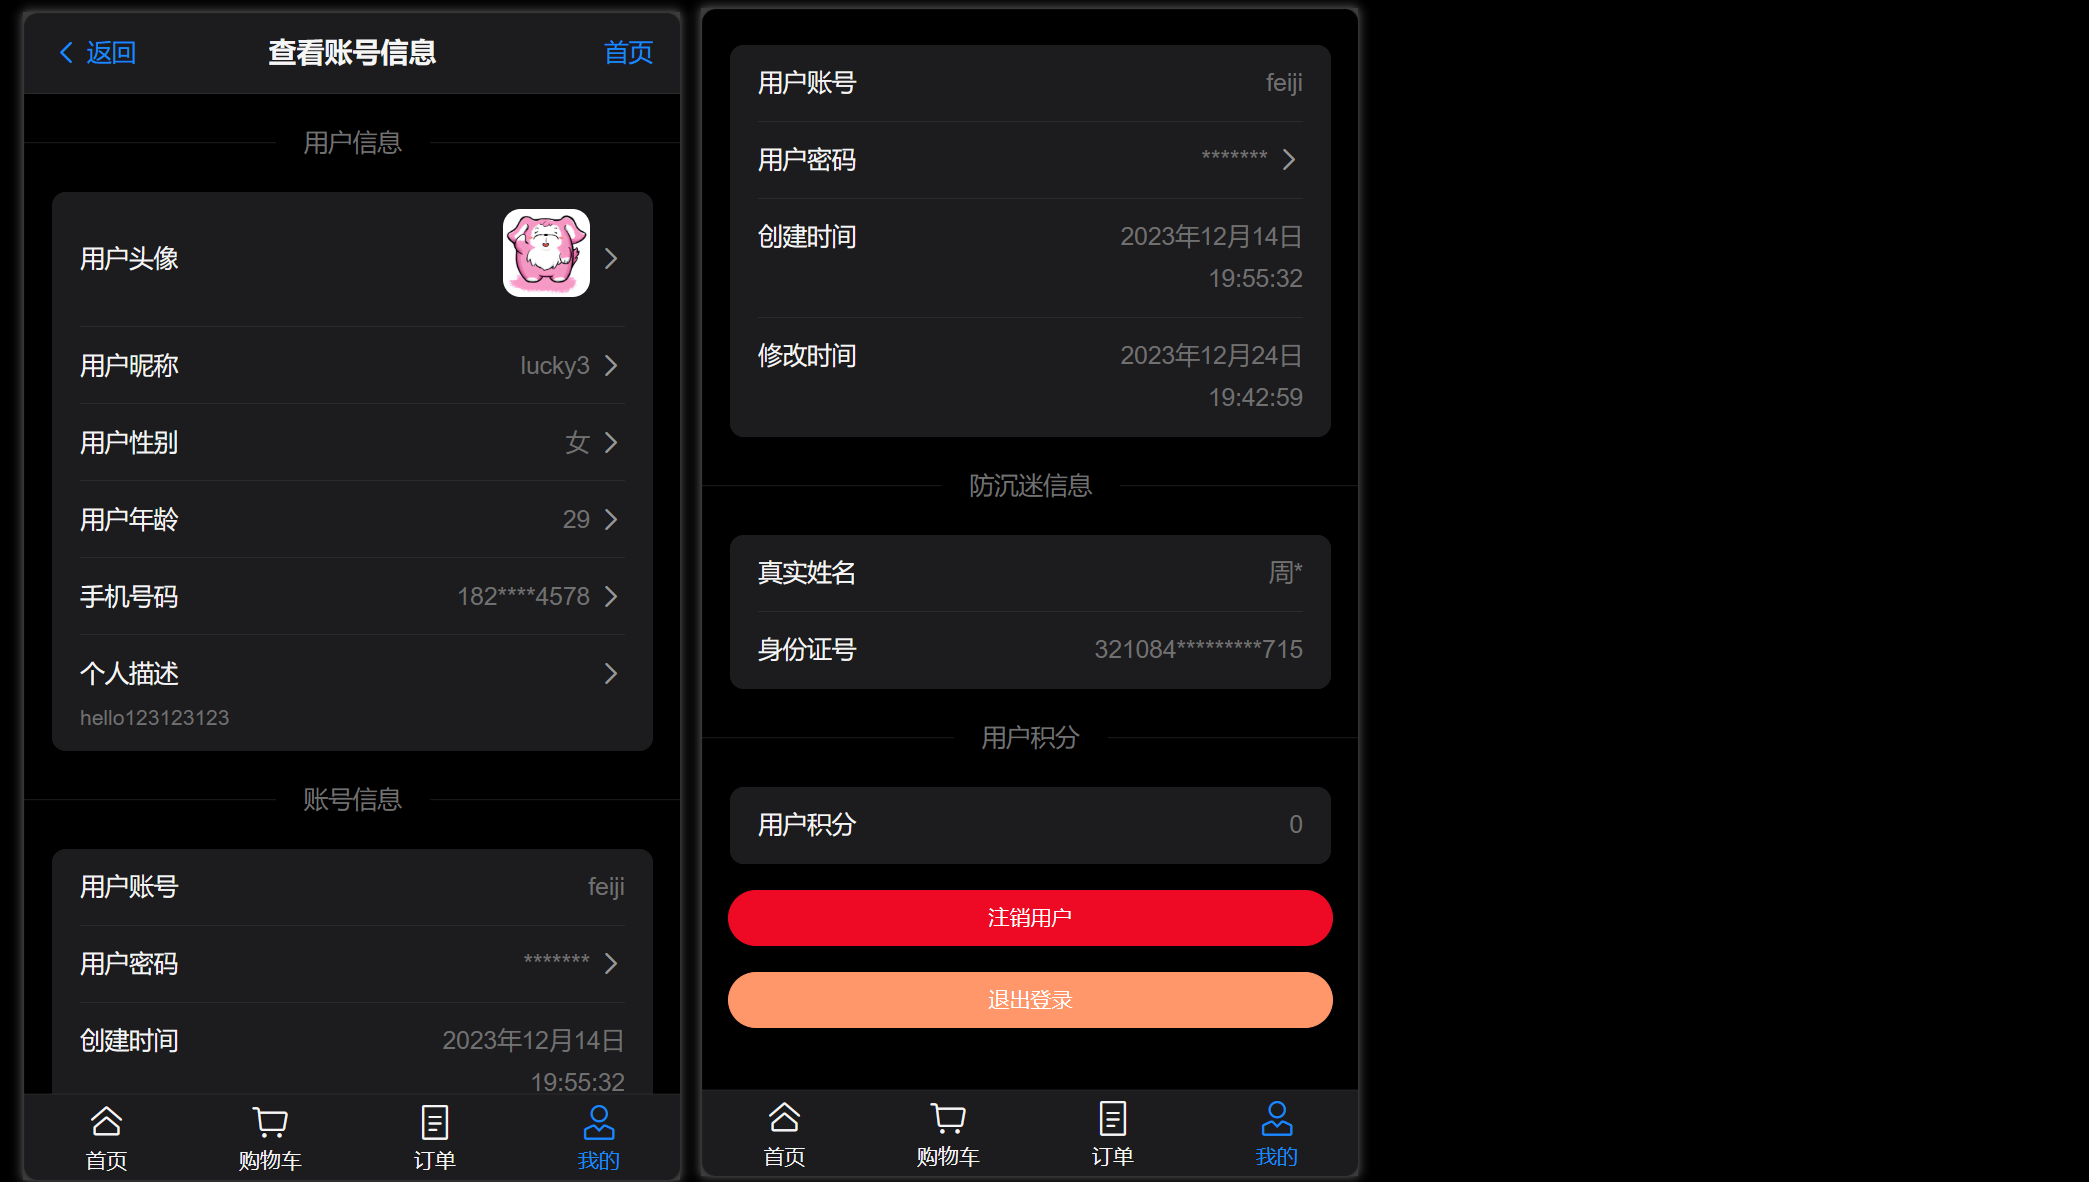 返回
查看账号信息
首页
用户信息
用户头像
用户昵称
lucky3
用户性别
女
用户年龄
29
手机号码
182****4578
个人描述
hello123123123
账号信息
用户账号
feiji
用户密码
*******
创建时间
2023年12月14日
19:55:32
首页
购物车
订单
我的
用户账号
feiji
用户密码
*******
创建时间
2023年12月14日
19:55:32
修改时间
2023年12月24日
19:42:59
防沉迷信息
真实姓名
周*
身份证号
321084*********715
用户积分
用户积分
0
注销用户
退出登录
首页
购物车
订单
我的